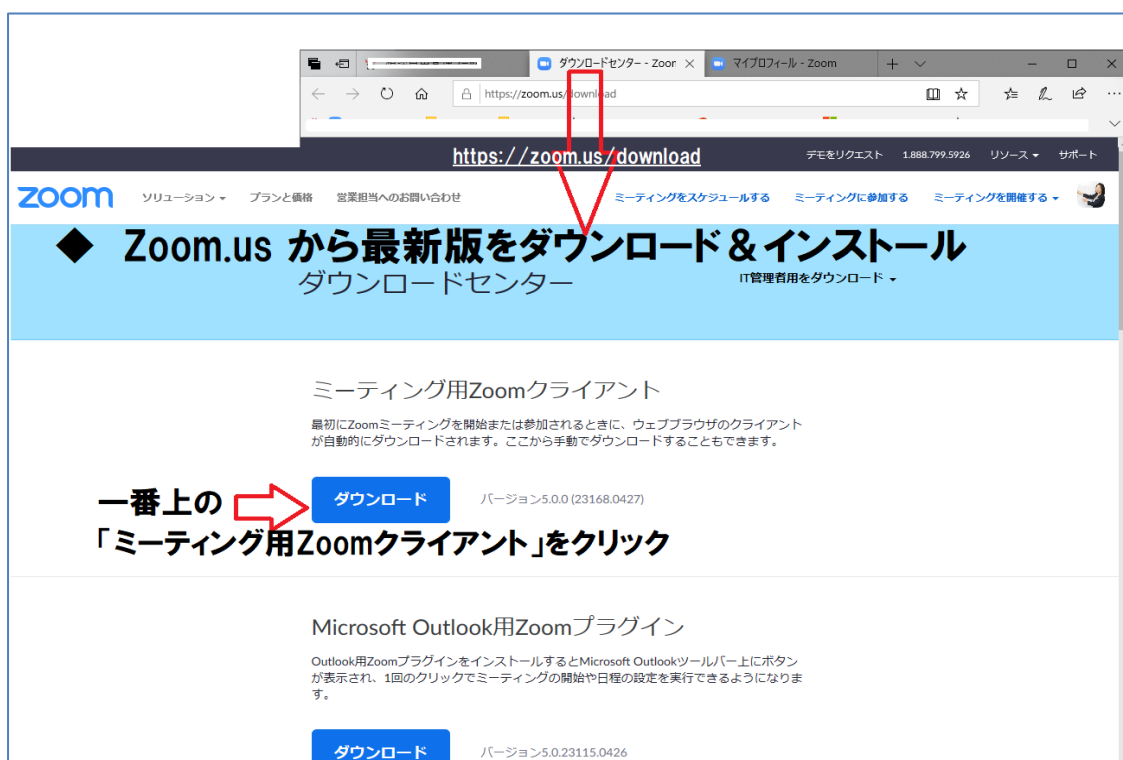 ダウンロードセンター - Zoor
マイプロフィール - Zoom
https://zoom.us/download
https://zoom.us/download
デモをリクエスト 1.888.799.5926 リソース サポート
zoom ソリューション プランと価格 営業担当へのお問い合わせ ミーティングをスケジュールする ミーティングに参加する ミーティングを開催する
◆ Zoom.us から最新版をダウンロード＆インストール
ダウンロードセンター IT管理者用をダウンロード
ミーティング用Zoomクライアント
最初にZoomミーティングを開始または参加されるときに、ウェブブラウザのクライアント
が自動的にダウンロードされます。ここから手動でダウンロードすることもできます。
一番上の ダウンロード バージョン5.0.0 (23168.0427)
「ミーティング用Zoomクライアント」をクリック
Microsoft Outlook用Zoomプラグイン
Outlook用ZoomプラグインをインストールするとMicrosoft Outlookツールバー上にボタン
が表示され、1回のクリックでミーティングの開始や日程の設定を実行できるようになりま
す。
ダウンロード バージョン5.0.23115.0426